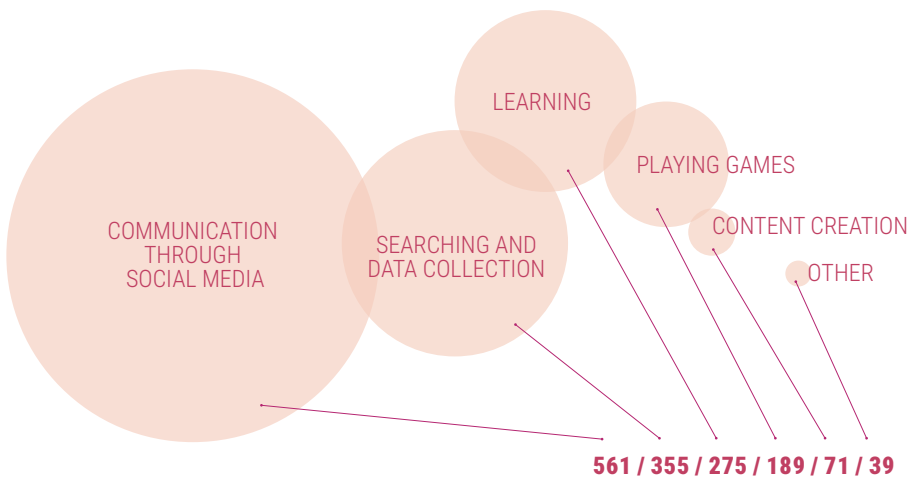 LEARNING
PLAYING GAMES
COMMUNICATION
THROUGH
SOCIAL MEDIA
SEARCHING AND
DATA COLLECTION
CONTENT CREATION
OTHER
561 / 355 / 275 / 189 / 71 / 39